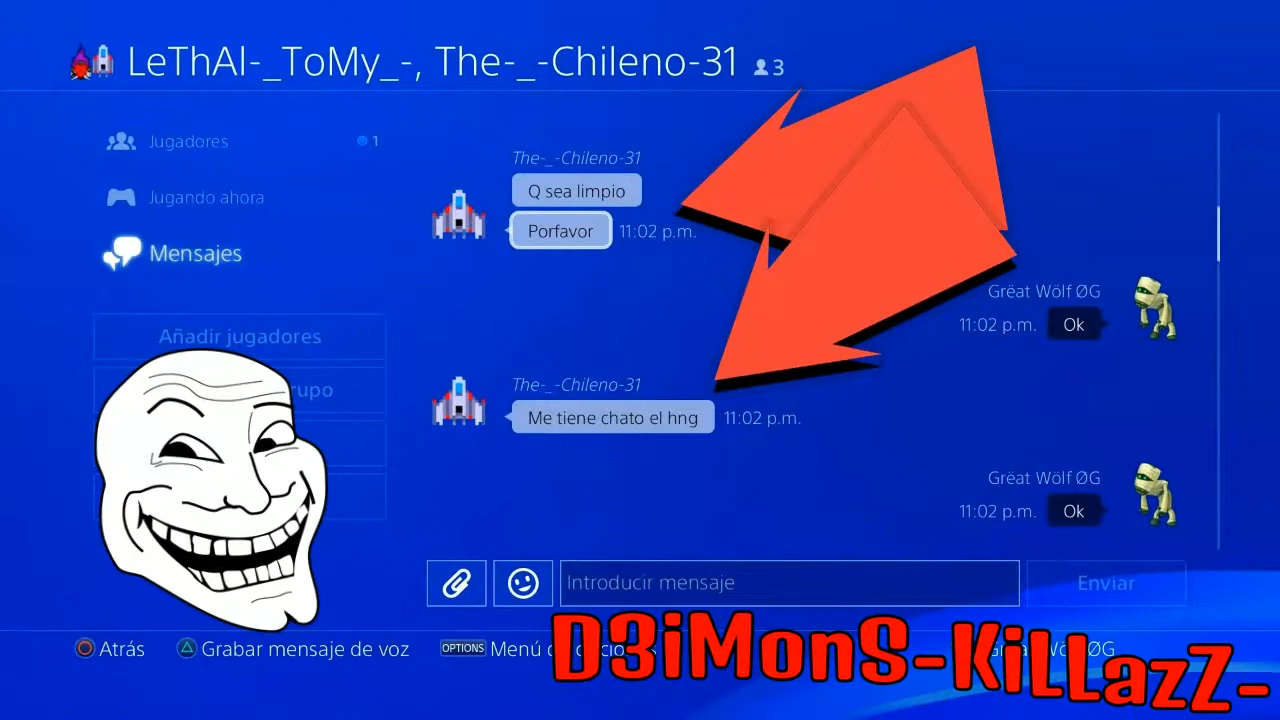 LeThAl-_ToMy_-, The-_-Chileno-31 3
Jugadores 1
Jugando ahora
Mensajes
Añadir jugadores
rupo
The-_-Chileno-31
Q sea limpio
Porfavor 11:02 p.m.
Grëat Wölf ØG
11:02 p.m. Ok
The-_-Chileno-31
Me tiene chato el hng 11:02 p.m.
Grëat Wölf ØG
11:02 p.m. Ok
Introducir mensaje
Enviar
Atrás
Grabar mensaje de voz
OPTIONS Menú
D3iMonS-KiLLazZ-